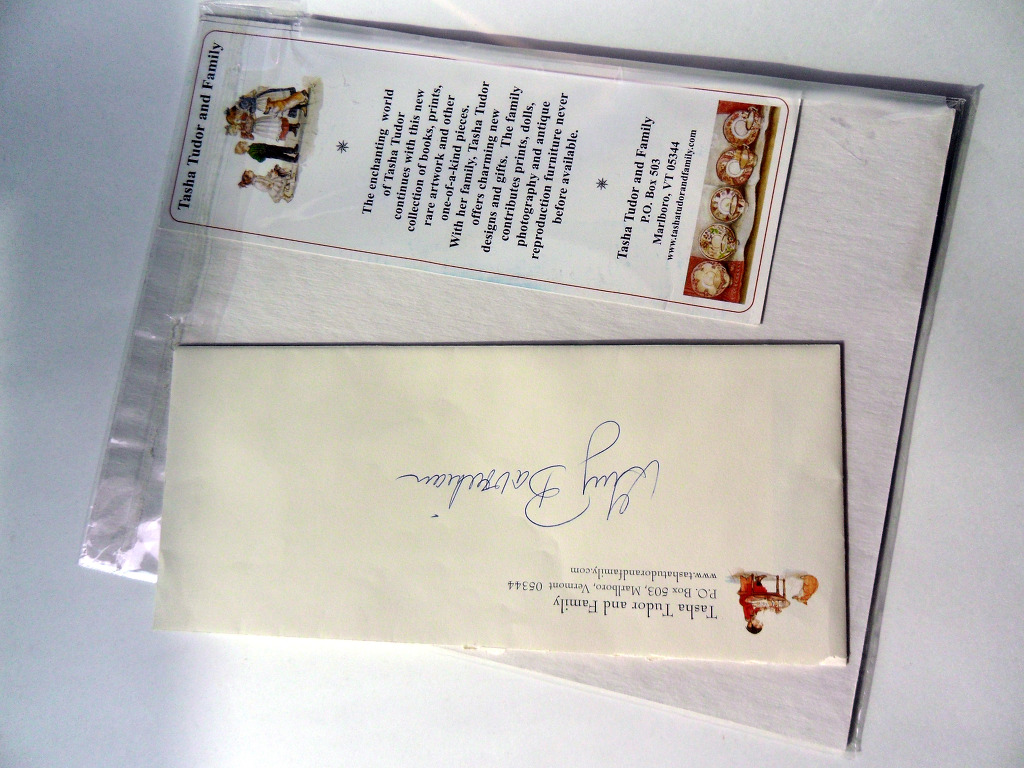 Tasha Tudor and Family
The enchanting world
of Tasha Tudor
continues with this new
collection of books, prints,
rare artwork and other
one-of-a-kind pieces.
With her family, Tasha Tudor
offers charming new
designs and gifts. The family
contributes prints, dolls,
photography and antique
reproduction furniture never
before available.
Tasha Tudor and Family
P.O. Box 503
Marlboro, VT 05344
www.tashatudorandfamily.com
Tasha Tudor and Family
P.O. Box 503, Marlboro, Vermont 05344
www.tashatudorandfamily.com